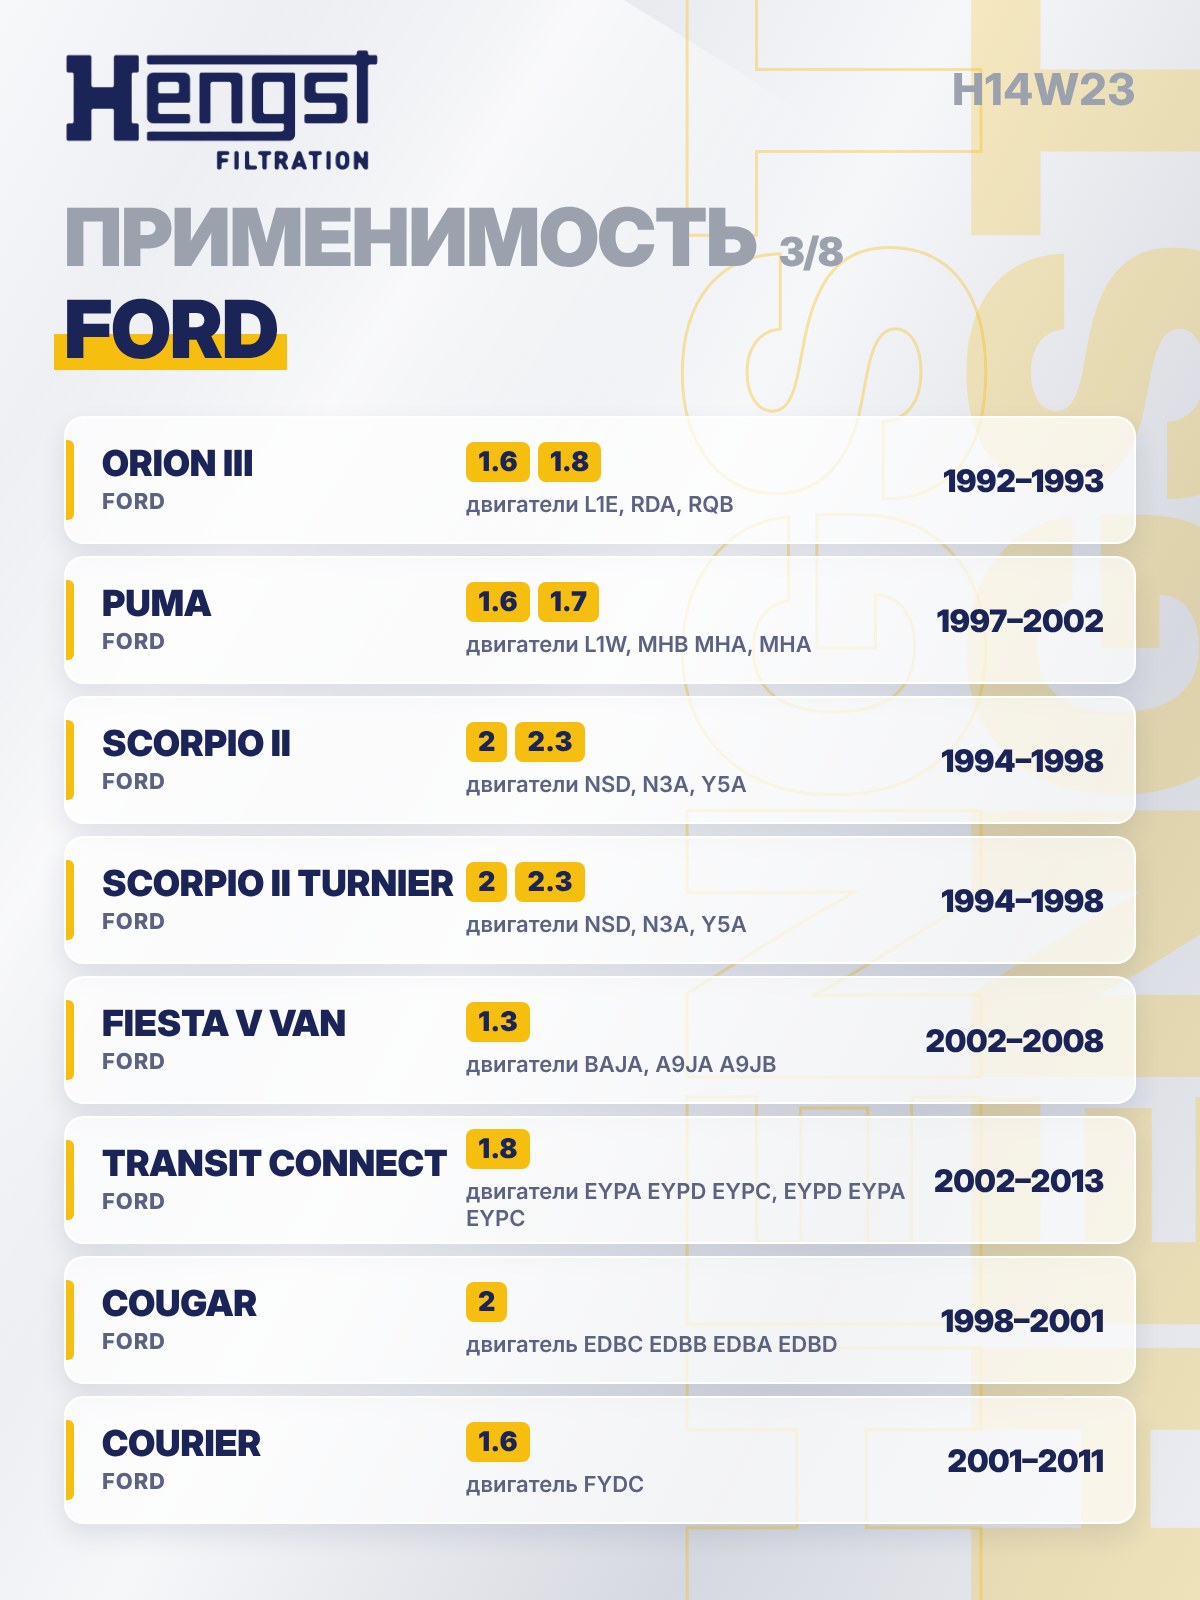 Hengst
FILTRATION
H14W23
ПРИМЕНИМОСТЬ 3/8
FORD
ORION III
FORD
1.6 1.8
двигатели L1E, RDA, RQB
1992–1993
PUMA
FORD
1.6 1.7
двигатели L1W, MHB MHA, MHA
1997–2002
SCORPIO II
FORD
2 2.3
двигатели NSD, N3A, Y5A
1994–1998
SCORPIO II TURNIER
FORD
2 2.3
двигатели NSD, N3A, Y5A
1994–1998
FIESTA V VAN
FORD
1.3
двигатели BAJA, A9JA A9JB
2002–2008
TRANSIT CONNECT
FORD
1.8
двигатели EYPA EYPD EYPC, EYPD EYPA
EYPC
2002–2013
COUGAR
FORD
2
двигатель EDBC EDBB EDBA EDBD
1998–2001
COURIER
FORD
1.6
двигатель FYDC
2001–2011
HENGST
HENGST